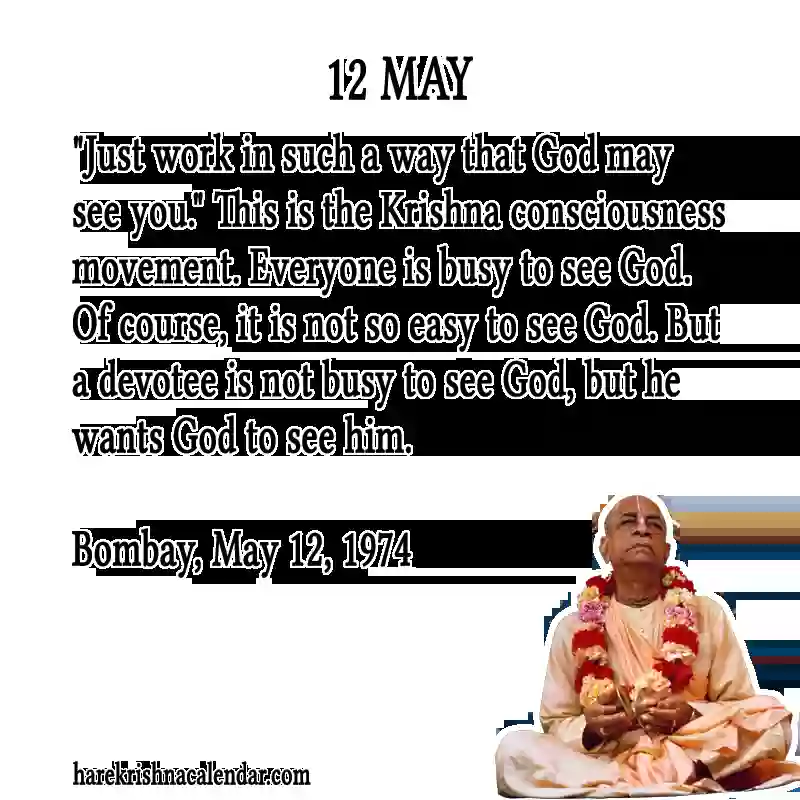 12 MAY
"Just work in such a way that God may
see you." This is the Krishna consciousness
movement. Everyone is busy to see God.
Of course, it is not so easy to see God. But
a devotee is not busy to see God, but he
wants God to see him.
Bombay, May 12, 1974
harekrishnacalendar.com